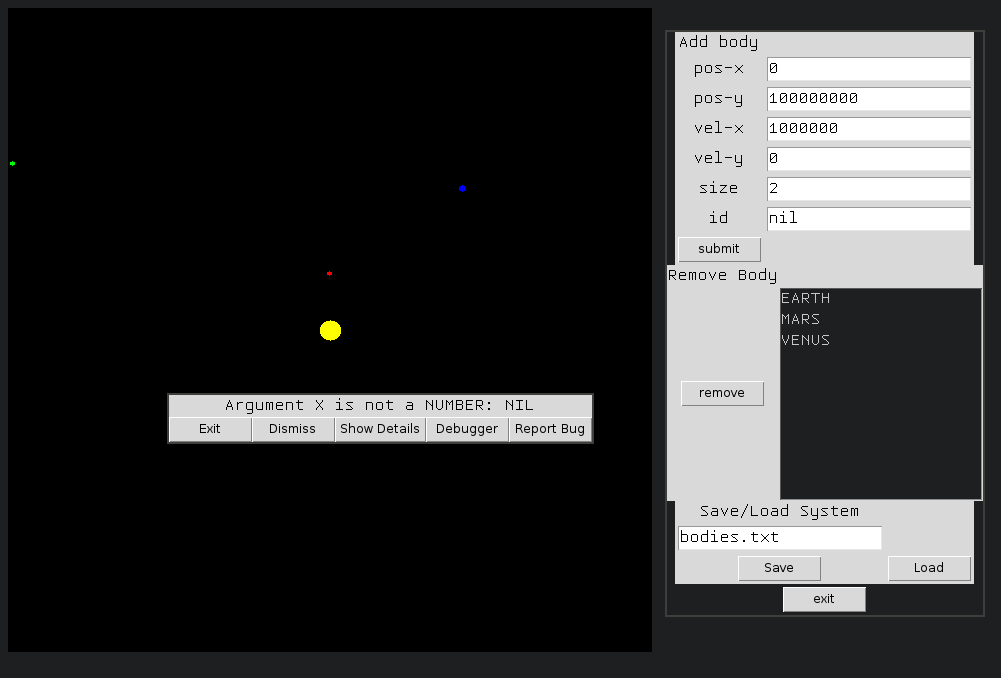 Add body
pos-x 0
pos-y 100000000
vel-x 1000000
vel-y 0
size 2
id nil
submit
Remove Body
EARTH
MARS
VENUS
remove
Argument X is not a NUMBER: NIL
Exit Dismiss Show Details Debugger Report Bug
Save/Load System
bodies.txt
Save Load
exit